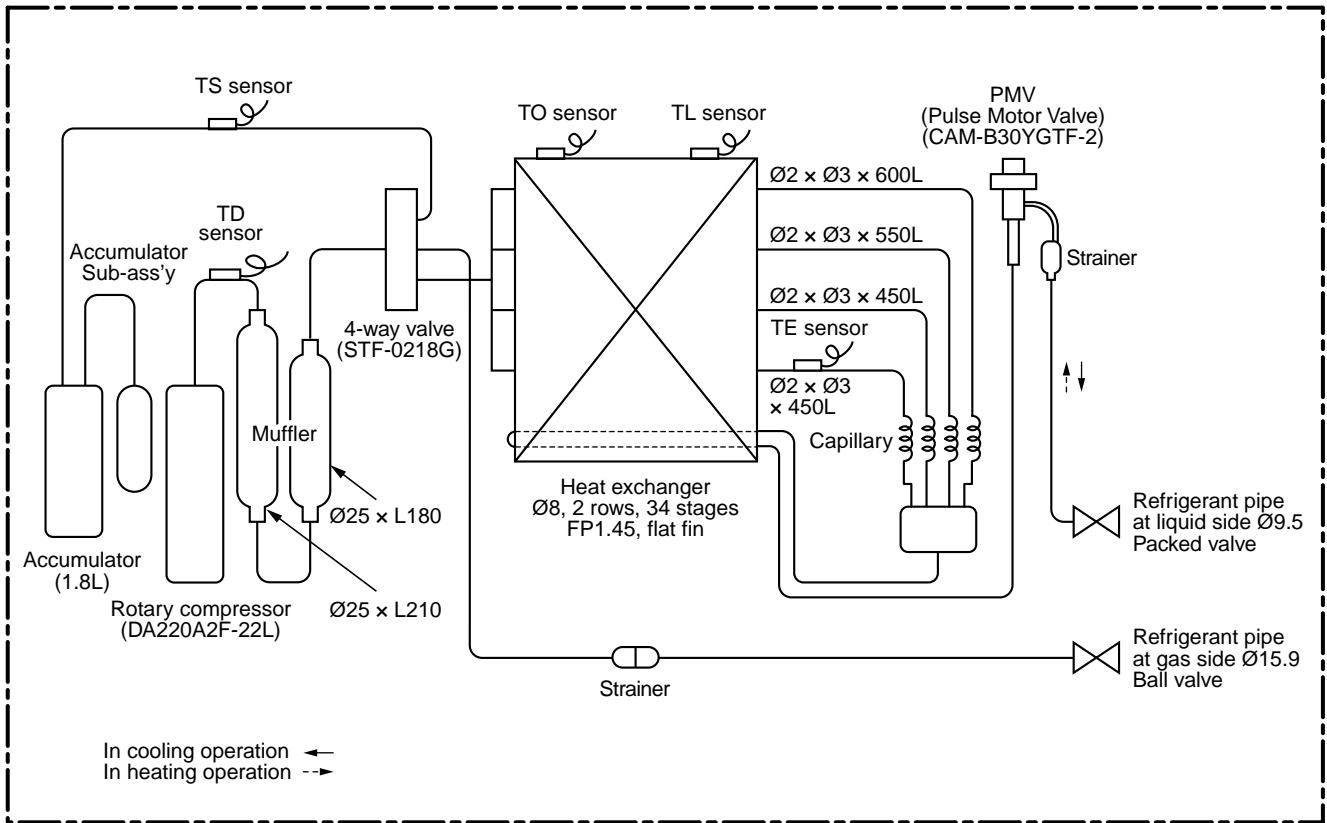 TS sensor
TO sensor
TL sensor
PMV
(Pulse Motor Valve)
(CAM-B30YGTF-2)
Ø2 × Ø3 × 600L
TD
sensor
Accumulator
Sub-ass'y
Ø2 × Ø3 × 550L
Strainer
Ø2 × Ø3 × 450L
4-way valve
(STF-0218G)
TE sensor
Ø2 × Ø3
× 450L
Muffler
Capillary
Heat exchanger
Ø8, 2 rows, 34 stages
FP1.45, flat fin
Ø25 × L180
Refrigerant pipe
at liquid side Ø9.5
Packed valve
Accumulator
(1.8L)
Rotary compressor
(DA220A2F-22L)
Ø25 × L210
Refrigerant pipe
at gas side Ø15.9
Ball valve
Strainer
In cooling operation
In heating operation